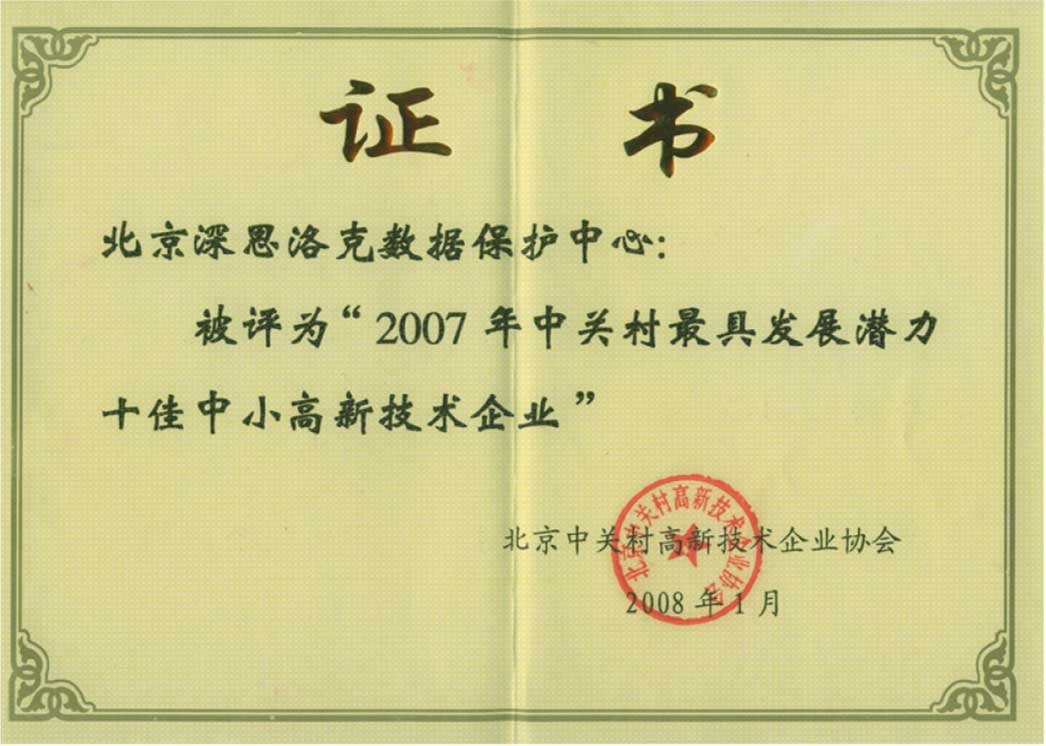 证书
北京深思洛克数据保护中心:
被评为“2007年中关村最具发展潜力
十佳中小高新技术企业”
北京中关村高新技术企业协会
2008年1月
北京中关村高新技术企业协会